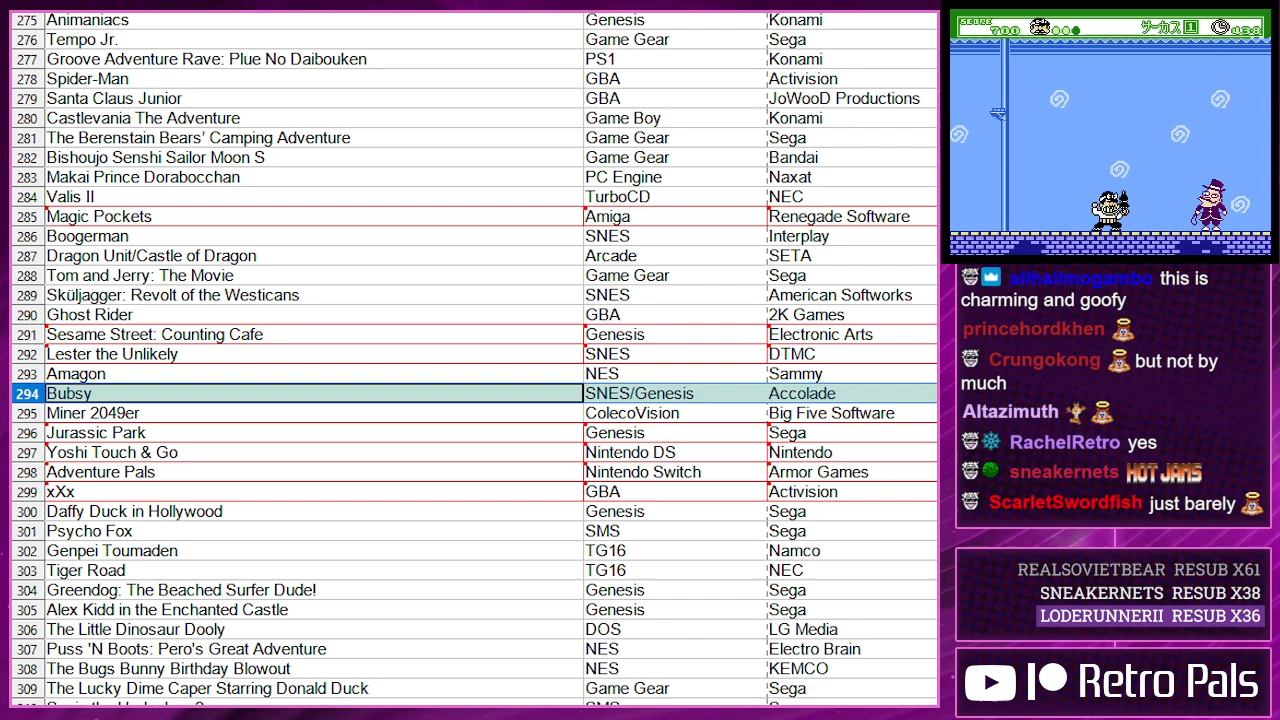 275 Animaniacs Genesis Konami
276 Tempo Jr. Game Gear Sega
277 Groove Adventure Rave: Plue No Daibouken PS1 Konami
278 Spider-Man GBA Activision
279 Santa Claus Junior GBA JoWooD Productions
280 Castlevania The Adventure Game Boy Konami
281 The Berenstain Bears’ Camping Adventure Game Gear Sega
282 Bishoujo Senshi Sailor Moon S Game Gear Bandai
283 Makai Prince Dorabocchan PC Engine Naxat
284 Valis II TurboCD NEC
285 Magic Pockets Amiga Renegade Software
286 Boogerman SNES Interplay
287 Dragon Unit/Castle of Dragon Arcade SETA
288 Tom and Jerry: The Movie Game Gear Sega
289 Sküljagger: Revolt of the Westicans SNES American Softworks
290 Ghost Rider GBA 2K Games
291 Sesame Street: Counting Cafe Genesis Electronic Arts
292 Lester the Unlikely SNES DTMC
293 Amagon NES Sammy
294 Bubsy SNES/Genesis Accolade
295 Miner 2049er ColecoVision Big Five Software
296 Jurassic Park Genesis Sega
297 Yoshi Touch & Go Nintendo DS Nintendo
298 Adventure Pals Nintendo Switch Armor Games
299 xXx GBA Activision
300 Daffy Duck in Hollywood Genesis Sega
301 Psycho Fox SMS Sega
302 Genpei Toumaden TG16 Namco
303 Tiger Road TG16 NEC
304 Greendog: The Beached Surfer Dude! Genesis Sega
305 Alex Kidd in the Enchanted Castle Genesis Sega
306 The Little Dinosaur Dooly DOS LG Media
307 Puss 'N Boots: Pero's Great Adventure NES Electro Brain
308 The Bugs Bunny Birthday Blowout NES KEMCO
309 The Lucky Dime Caper Starring Donald Duck Game Gear Sega
SCORE
700 サーカス 1 438
allhailmogambo this is
charming and goofy
princehordkhen
Crungokong but not by
much
Altazimuth
RachelRetro yes
sneakernets HOT JAMS
ScarletSwordfish just barely
REALSOVIETBEAR RESUB X61
SNEAKERNETS RESUB X38
LODERUNNERII RESUB X36
Retro Pals